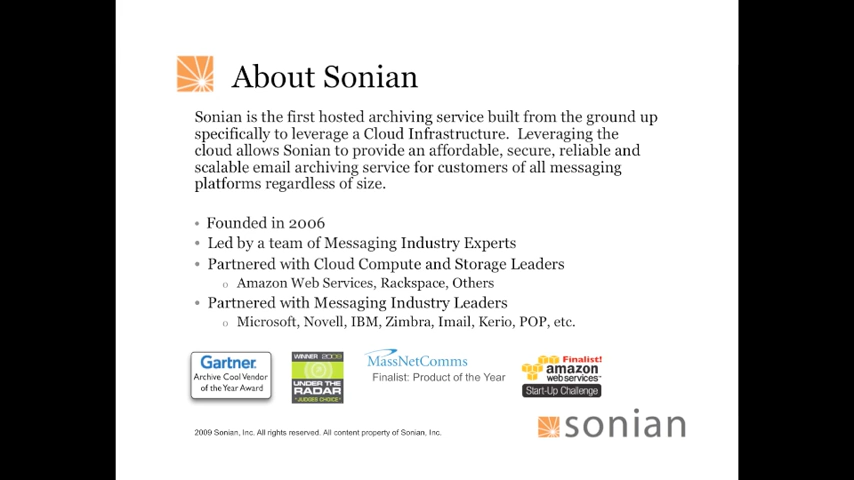 About Sonian
Sonian is the first hosted archiving service built from the ground up
specifically to leverage a Cloud Infrastructure.  Leveraging the
cloud allows Sonian to provide an affordable, secure, reliable and
scalable email archiving service for customers of all messaging
platforms regardless of size.
• Founded in 2006
• Led by a team of Messaging Industry Experts
• Partnered with Cloud Compute and Storage Leaders
o Amazon Web Services, Rackspace, Others
• Partnered with Messaging Industry Leaders
o Microsoft, Novell, IBM, Zimbra, Imail, Kerio, POP, etc.
Gartner
Archive Cool Vendor
of the Year Award
WINNER 2009
UNDER THE
RADAR
"JUDGES CHOICE"
MassNetComms
Finalist: Product of the Year
Finalist!
amazon
webservices™
Start-Up Challenge
sonian
2009 Sonian, Inc. All rights reserved. All content property of Sonian, Inc.